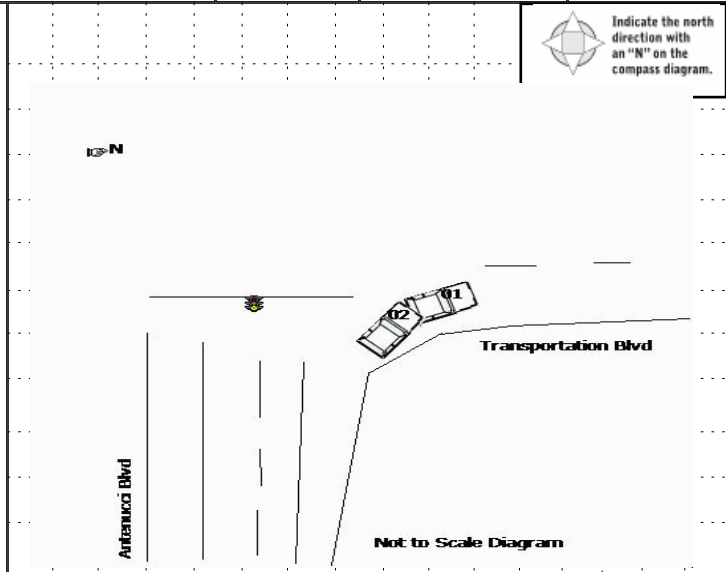 Indicate the north
direction with
an “N” on the
compass diagram.
N
01
02
Transportation Blvd
Antenucci Blvd
Not to Scale Diagram